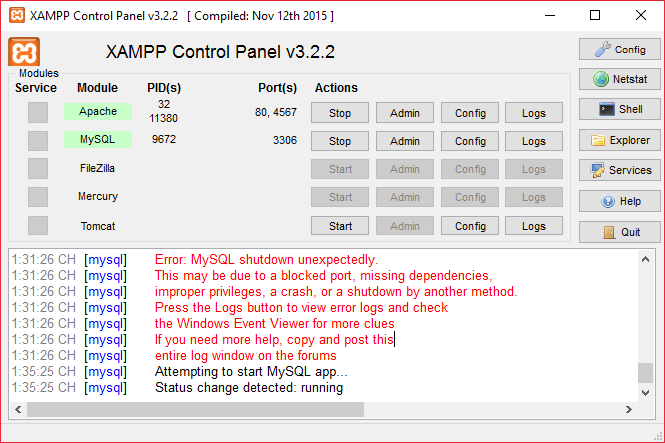 XAMPP Control Panel v3.2.2 [ Compiled: Nov 12th 2015 ]
XAMPP Control Panel v3.2.2
Config
Modules
Service Module PID(s) Port(s) Actions
Netstat
Apache 32 11380 80, 4567 Stop Admin Config Logs
Shell
MySQL 9672 3306 Stop Admin Config Logs
Explorer
FileZilla Start Admin Config Logs
Services
Mercury Start Admin Config Logs
Help
Tomcat Start Admin Config Logs
Quit
1:31:26 CH [mysql] Error: MySQL shutdown unexpectedly.
1:31:26 CH [mysql] This may be due to a blocked port, missing dependencies,
1:31:26 CH [mysql] improper privileges, a crash, or a shutdown by another method.
1:31:26 CH [mysql] Press the Logs button to view error logs and check
1:31:26 CH [mysql] the Windows Event Viewer for more clues
1:31:26 CH [mysql] If you need more help, copy and post this
1:31:26 CH [mysql] entire log window on the forums
1:35:25 CH [mysql] Attempting to start MySQL app...
1:35:25 CH [mysql] Status change detected: running